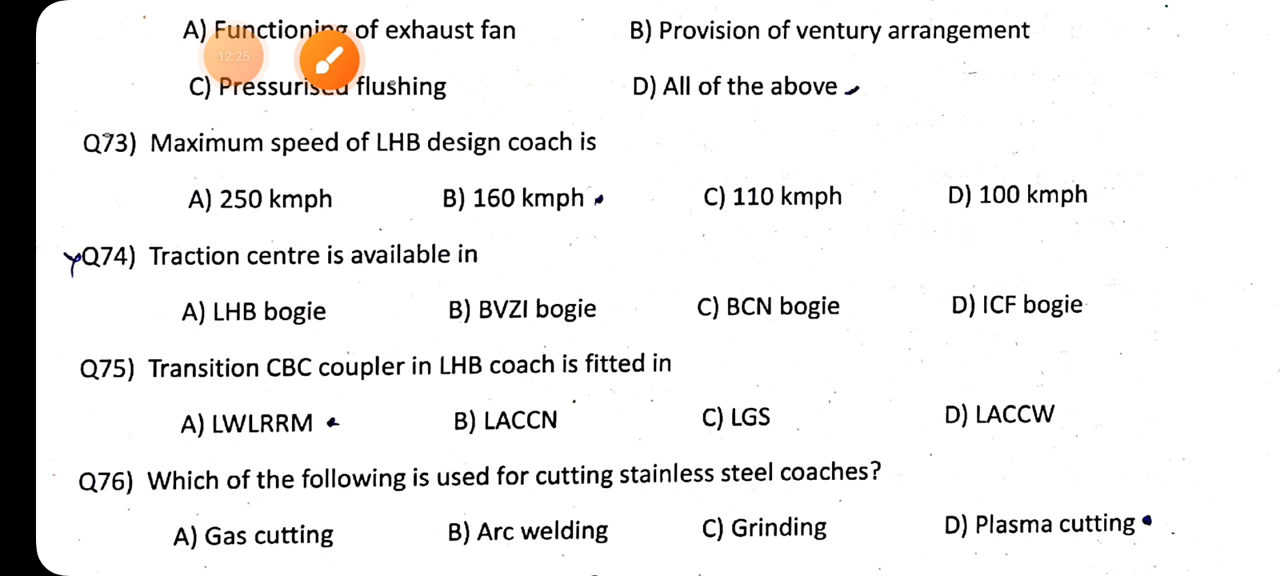 A) Functioning of exhaust fan B) Provision of ventury arrangement
12:25
C) Pressurised flushing D) All of the above
Q73) Maximum speed of LHB design coach is
A) 250 kmph B) 160 kmph C) 110 kmph D) 100 kmph
Q74) Traction centre is available in
A) LHB bogie B) BVZI bogie C) BCN bogie D) ICF bogie
Q75) Transition CBC coupler in LHB coach is fitted in
A) LWLRRM B) LACCN C) LGS D) LACCW
Q76) Which of the following is used for cutting stainless steel coaches?
A) Gas cutting B) Arc welding C) Grinding D) Plasma cutting